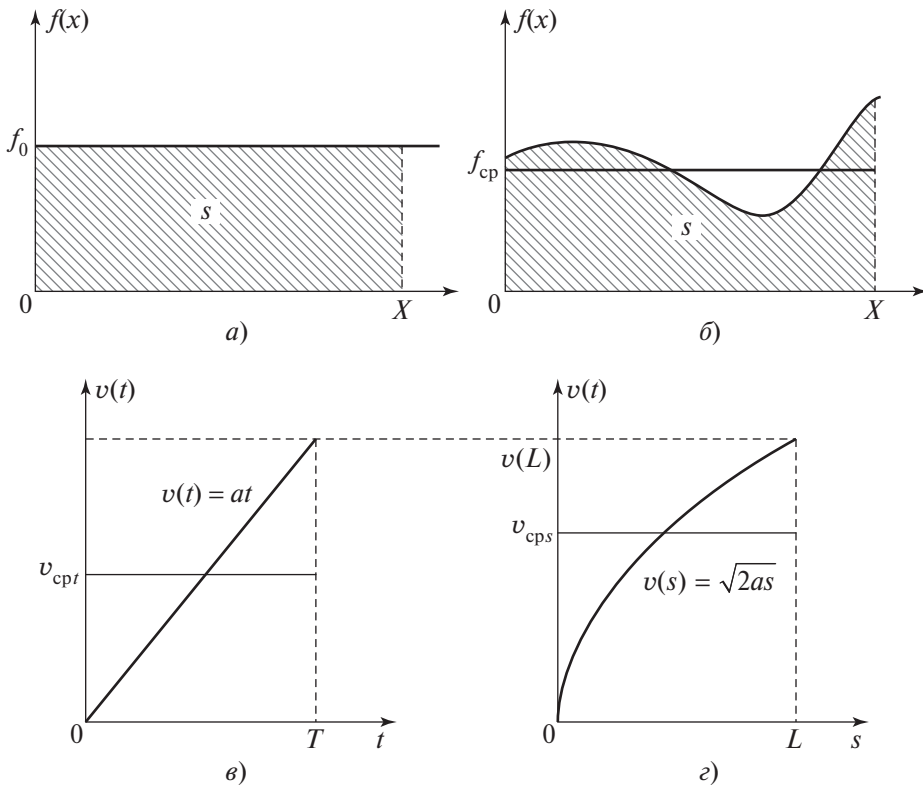 f(x)
f(x)
f₀
f_ср
s
s
0
X
0
X
а)
б)
v(t)
v(t)
v(L)
v(t) = at
v_срs
v_срt
v(s) = √2as
0
T
t
0
L
s
в)
г)